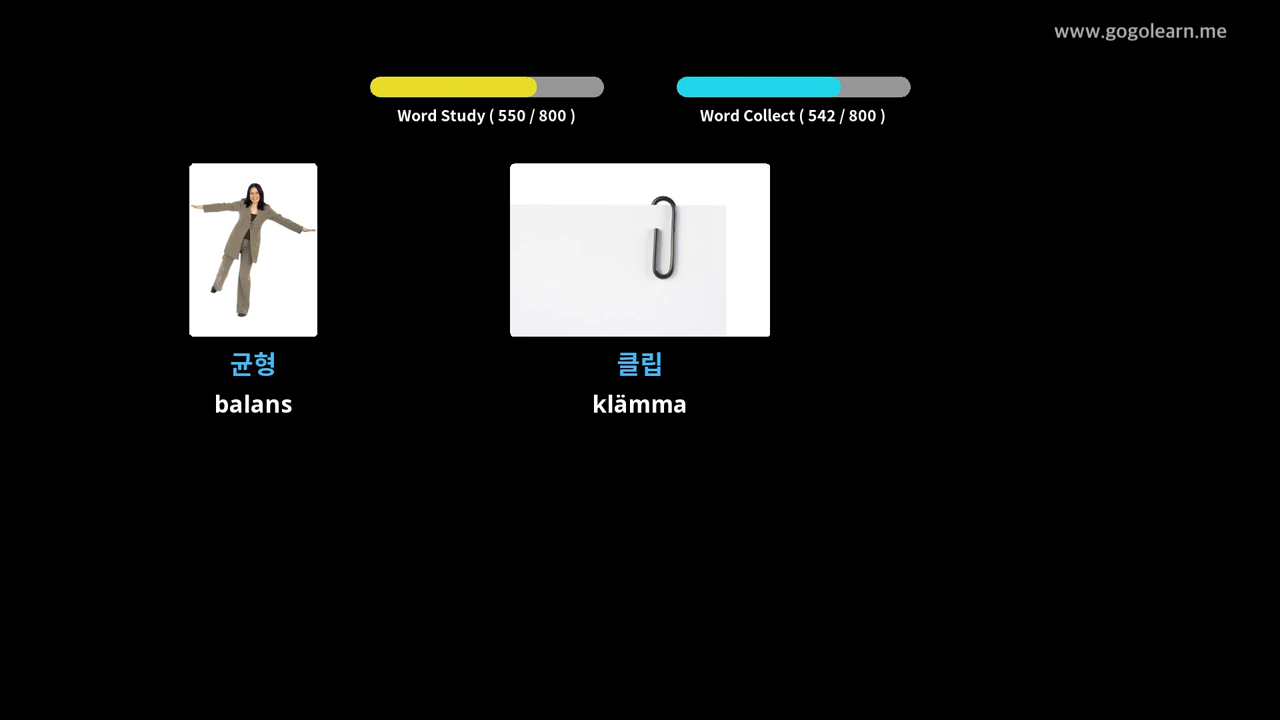 www.gogolearn.me
Word Study ( 550 / 800 )
Word Collect ( 542 / 800 )
균형
balans
클립
klämma